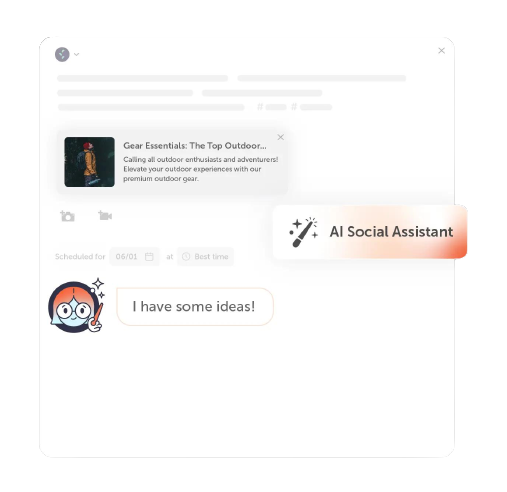 # #
Gear Essentials: The Top Outdoor...
Calling all outdoor enthusiasts and adventurers!
Elevate your outdoor experiences with our
premium outdoor gear.
AI Social Assistant
Scheduled for 06/01 at Best time
I have some ideas!